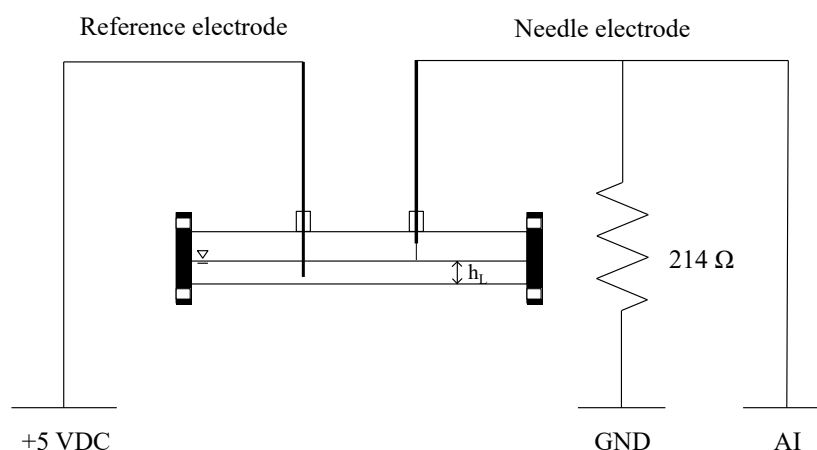 Reference electrode
Needle electrode
h_L
214 Ω
+5 VDC
GND
AI